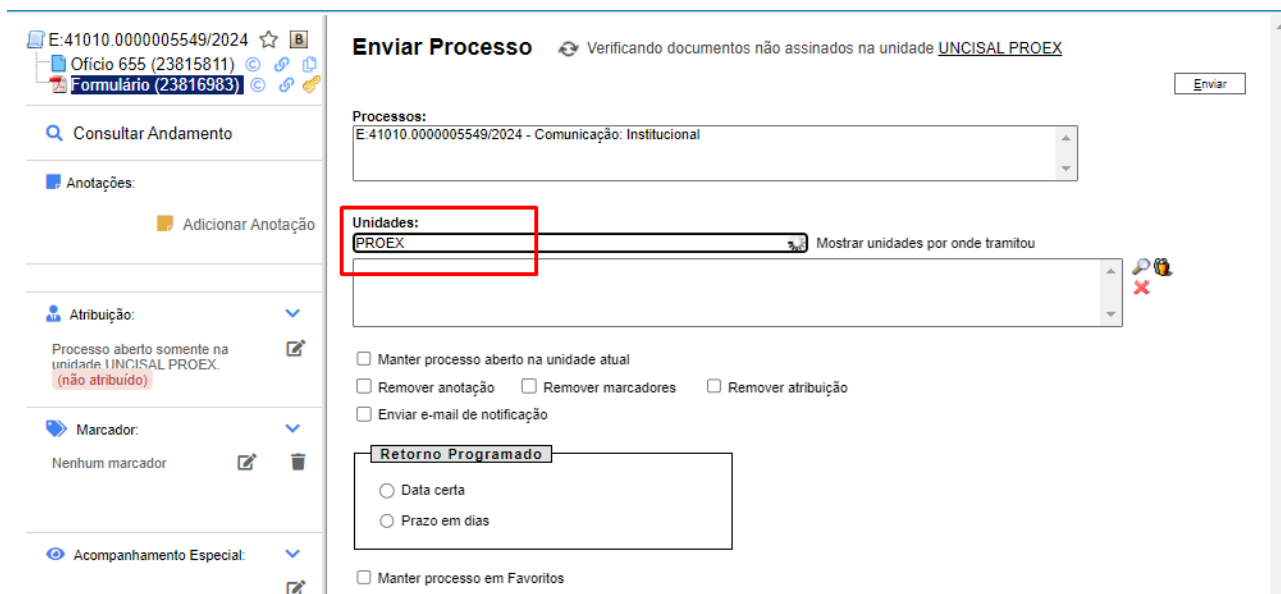 E:41010.0000005549/2024 B
Ofício 655 (23815811) ©
Formulário (23816983) ©
Consultar Andamento
Anotações:
Adicionar Anotação
Atribuição:
Processo aberto somente na
unidade UNCISAL PROEX.
(não atribuído)
Marcador:
Nenhum marcador
Acompanhamento Especial:
Enviar Processo Verificando documentos não assinados na unidade UNCISAL PROEX
Enviar
Processos:
E:41010.0000005549/2024 - Comunicação: Institucional
Unidades:
PROEX Mostrar unidades por onde tramitou
Manter processo aberto na unidade atual
Remover anotação Remover marcadores Remover atribuição
Enviar e-mail de notificação
Retorno Programado
Data certa
Prazo em dias
Manter processo em Favoritos